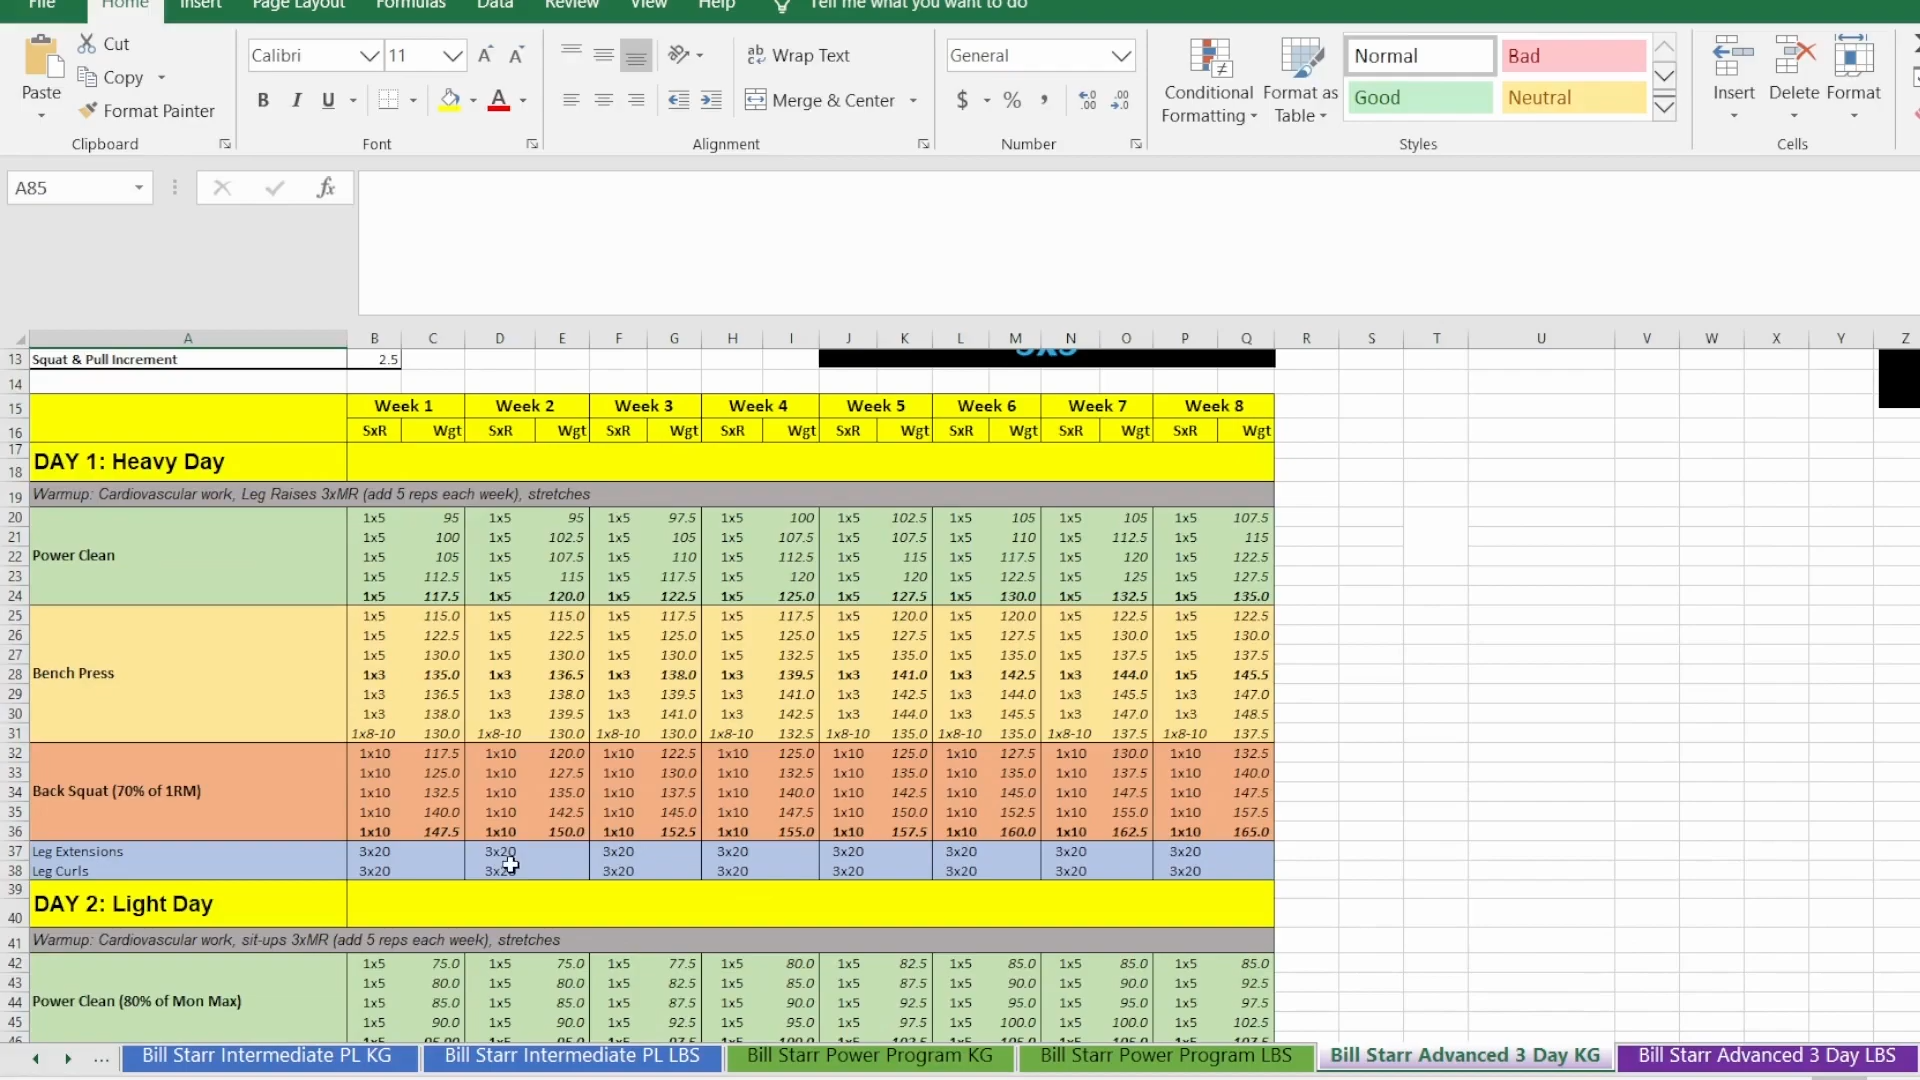 File Home Insert Page Layout Formulas Data Review View Help Tell me what you want to do
Cut Calibri 11 Wrap Text General Normal Bad
Copy
Paste Format Painter B I U Merge & Center $ % , Conditional Formatting Format as Table Good Neutral Insert Delete Format
Clipboard Font Alignment Number Styles Cells
A85 fx
A B C D E F G H I J K L M N O P Q R S T U V W X Y Z
13 Squat & Pull Increment 2.5
14
15 Week 1 Week 2 Week 3 Week 4 Week 5 Week 6 Week 7 Week 8
16 SxR Wgt SxR Wgt SxR Wgt SxR Wgt SxR Wgt SxR Wgt SxR Wgt SxR Wgt
17
18 DAY 1: Heavy Day
19 Warmup: Cardiovascular work, Leg Raises 3xMR (add 5 reps each week), stretches
20 1x5 95 1x5 95 1x5 97.5 1x5 100 1x5 102.5 1x5 105 1x5 105 1x5 107.5
21 1x5 100 1x5 102.5 1x5 105 1x5 107.5 1x5 107.5 1x5 110 1x5 112.5 1x5 115
22 Power Clean 1x5 105 1x5 107.5 1x5 110 1x5 112.5 1x5 115 1x5 117.5 1x5 120 1x5 122.5
23 1x5 112.5 1x5 115 1x5 117.5 1x5 120 1x5 120 1x5 122.5 1x5 125 1x5 127.5
24 1x5 117.5 1x5 120.0 1x5 122.5 1x5 125.0 1x5 127.5 1x5 130.0 1x5 132.5 1x5 135.0
25 1x5 115.0 1x5 115.0 1x5 117.5 1x5 117.5 1x5 120.0 1x5 120.0 1x5 122.5 1x5 122.5
26 1x5 122.5 1x5 122.5 1x5 125.0 1x5 125.0 1x5 127.5 1x5 127.5 1x5 130.0 1x5 130.0
27 1x5 130.0 1x5 130.0 1x5 130.0 1x5 132.5 1x5 135.0 1x5 135.0 1x5 137.5 1x5 137.5
28 Bench Press 1x3 135.0 1x3 136.5 1x3 138.0 1x3 139.5 1x3 141.0 1x3 142.5 1x3 144.0 1x5 145.5
29 1x3 136.5 1x3 138.0 1x3 139.5 1x3 141.0 1x3 142.5 1x3 144.0 1x3 145.5 1x3 147.0
30 1x3 138.0 1x3 139.5 1x3 141.0 1x3 142.5 1x3 144.0 1x3 145.5 1x3 147.0 1x3 148.5
31 1x8-10 130.0 1x8-10 130.0 1x8-10 130.0 1x8-10 132.5 1x8-10 135.0 1x8-10 135.0 1x8-10 137.5 1x8-10 137.5
32 1x10 117.5 1x10 120.0 1x10 122.5 1x10 125.0 1x10 125.0 1x10 127.5 1x10 130.0 1x10 132.5
33 1x10 125.0 1x10 127.5 1x10 130.0 1x10 132.5 1x10 135.0 1x10 135.0 1x10 137.5 1x10 140.0
34 Back Squat (70% of 1RM) 1x10 132.5 1x10 135.0 1x10 137.5 1x10 140.0 1x10 142.5 1x10 145.0 1x10 147.5 1x10 147.5
35 1x10 140.0 1x10 142.5 1x10 145.0 1x10 147.5 1x10 150.0 1x10 152.5 1x10 155.0 1x10 157.5
36 1x10 147.5 1x10 150.0 1x10 152.5 1x10 155.0 1x10 157.5 1x10 160.0 1x10 162.5 1x10 165.0
37 Leg Extensions 3x20 3x20 3x20 3x20 3x20 3x20 3x20 3x20
38 Leg Curls 3x20 3x20 3x20 3x20 3x20 3x20 3x20
39
40 DAY 2: Light Day
41 Warmup: Cardiovascular work, sit-ups 3xMR (add 5 reps each week), stretches
42 1x5 75.0 1x5 75.0 1x5 77.5 1x5 80.0 1x5 82.5 1x5 85.0 1x5 85.0 1x5 85.0
43 1x5 80.0 1x5 80.0 1x5 82.5 1x5 85.0 1x5 87.5 1x5 90.0 1x5 90.0 1x5 92.5
44 Power Clean (80% of Mon Max) 1x5 85.0 1x5 85.0 1x5 87.5 1x5 90.0 1x5 92.5 1x5 95.0 1x5 95.0 1x5 97.5
45 1x5 90.0 1x5 90.0 1x5 92.5 1x5 95.0 1x5 97.5 1x5 100.0 1x5 100.0 1x5 102.5
... Bill Starr Intermediate PL KG Bill Starr Intermediate PL LBS Bill Starr Power Program KG Bill Starr Power Program LBS Bill Starr Advanced 3 Day KG Bill Starr Advanced 3 Day LBS